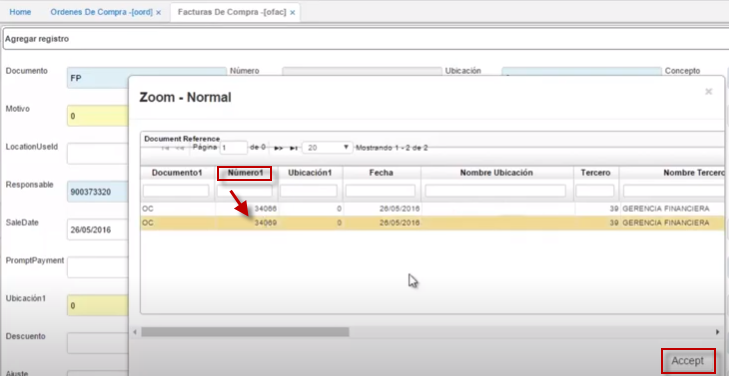 Home Ordenes De Compra -[oord] × Facturas De Compra -[ofac] ×
Agregar registro
Documento FP Número Ubicación Concepto
Motivo 0
LocationUseId
Responsable 900373320
SaleDate 26/05/2016
PromptPayment
Ubicación1 0
Descuento
Ajuste
Zoom - Normal ×
Document Reference
Página 1 de 0 20 Mostrando 1 - 2 de 2
Documento1 Número1 Ubicación1 Fecha Nombre Ubicación Tercero Nombre Tercero
OC 34066 0 26/05/2016 39 GERENCIA FINANCIERA
OC 34069 0 26/05/2016 39 GERENCIA FINANCIERA
Accept